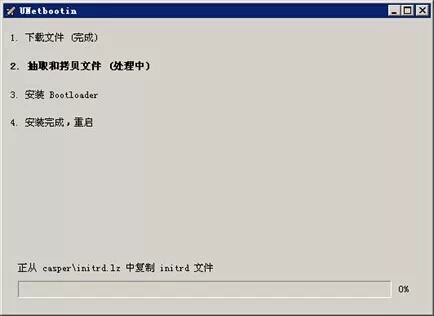 UNetbootin
1. 下载文件 (完成)
2. 抽取和拷贝文件 (处理中)
3. 安装 Bootloader
4. 安装完成，重启
正从 casper\initrd.lz 中复制 initrd 文件
0%